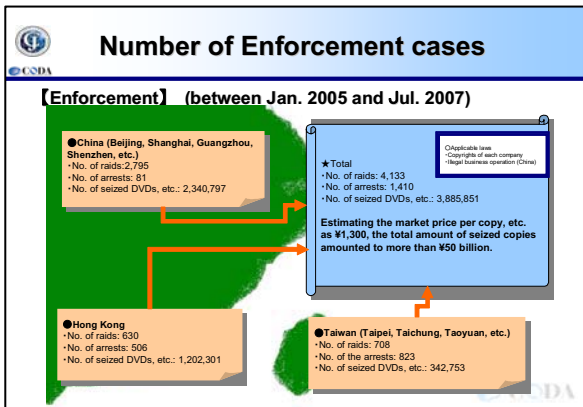 Number of Enforcement cases
CODA
【Enforcement】 (between Jan. 2005 and Jul. 2007)
●China (Beijing, Shanghai, Guangzhou,
Shenzhen, etc.)
・No. of raids:2,795
・No. of arrests: 81
・No. of seized DVDs, etc.: 2,340,797
○Applicable laws
・Copyrights of each company
・Illegal business operation (China)
★Total
・No. of raids: 4,133
・No. of arrests: 1,410
・No. of seized DVDs, etc.: 3,885,851
Estimating the market price per copy, etc.
as ¥1,300, the total amount of seized copies
amounted to more than ¥50 billion.
●Hong Kong
・No. of raids: 630
・No. of arrests: 506
・No. of seized DVDs, etc.: 1,202,301
●Taiwan (Taipei, Taichung, Taoyuan, etc.)
・No. of raids: 708
・No. of the arrests: 823
・No. of seized DVDs, etc.: 342,753
CODA